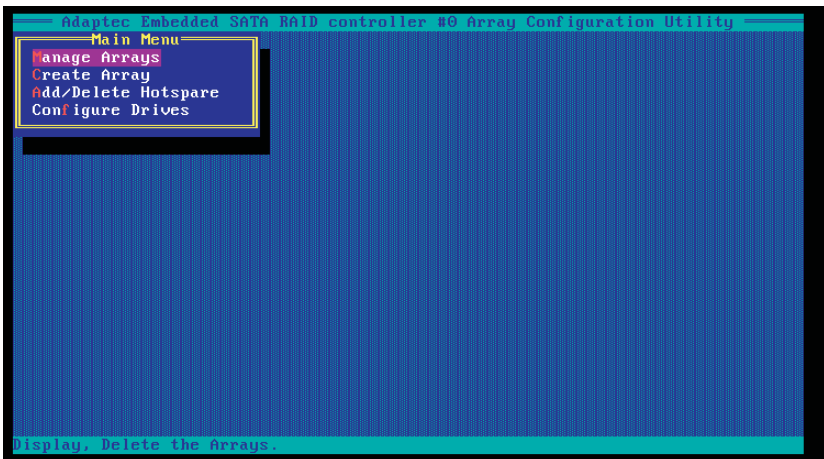 Adaptec Embedded SATA RAID controller #0 Array Configuration Utility
Main Menu
Manage Arrays
Create Array
Add/Delete Hotspare
Configure Drives
Display, Delete the Arrays.